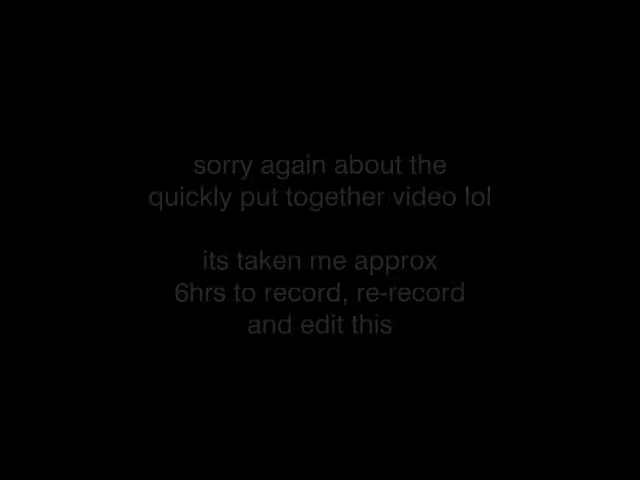 sorry again about the
quickly put together video lol
its taken me approx
6hrs to record, re-record
and edit this